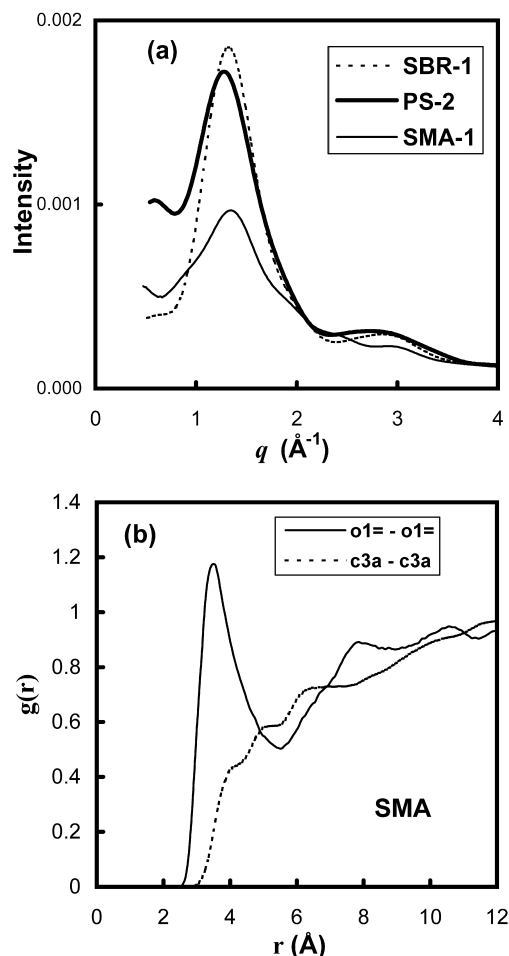 0.002
(a)
SBR-1
PS-2
SMA-1
0.001
Intensity
0.000
0 1 2 3 4
q (Å-1)
1.4
(b)
o1= - o1=
c3a - c3a
1.2
1
0.8
g(r)
0.6
0.4
SMA
0.2
0
0 2 4 6 8 10 12
r (Å)